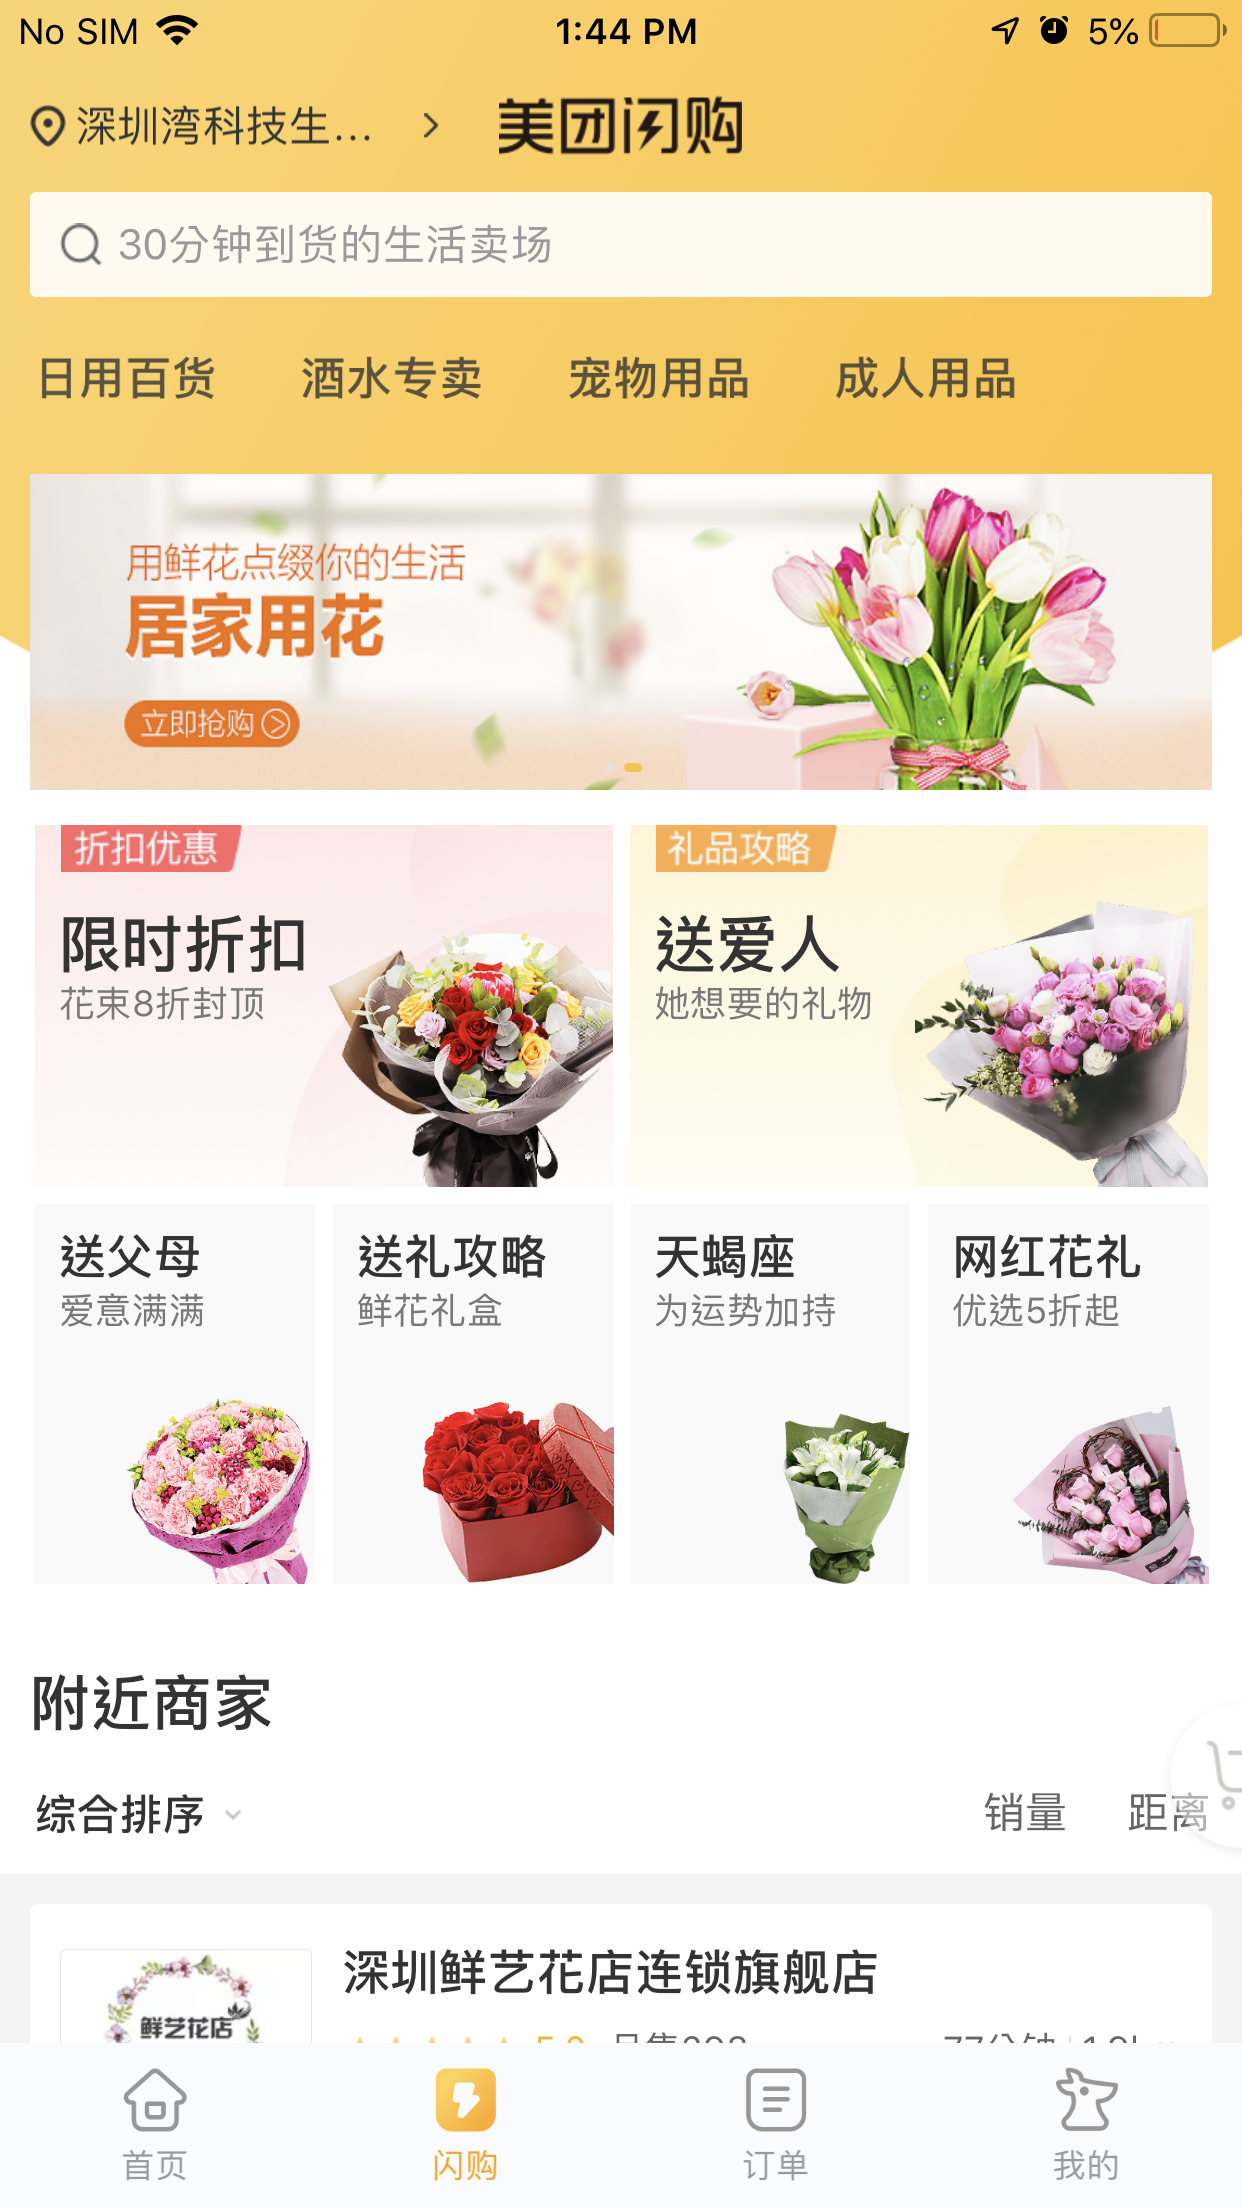 No SIM 1:44 PM 5%
深圳湾科技生... 美团闪购
30分钟到货的生活卖场
日用百货 酒水专卖 宠物用品 成人用品
用鲜花点缀你的生活
居家用花
立即抢购
折扣优惠
限时折扣
花束8折封顶
礼品攻略
送爱人
她想要的礼物
送父母
爱意满满
送礼攻略
鲜花礼盒
天蝎座
为运势加持
网红花礼
优选5折起
附近商家
综合排序 销量 距离
深圳鲜艺花店连锁旗舰店
鲜艺花店
首页 闪购 订单 我的